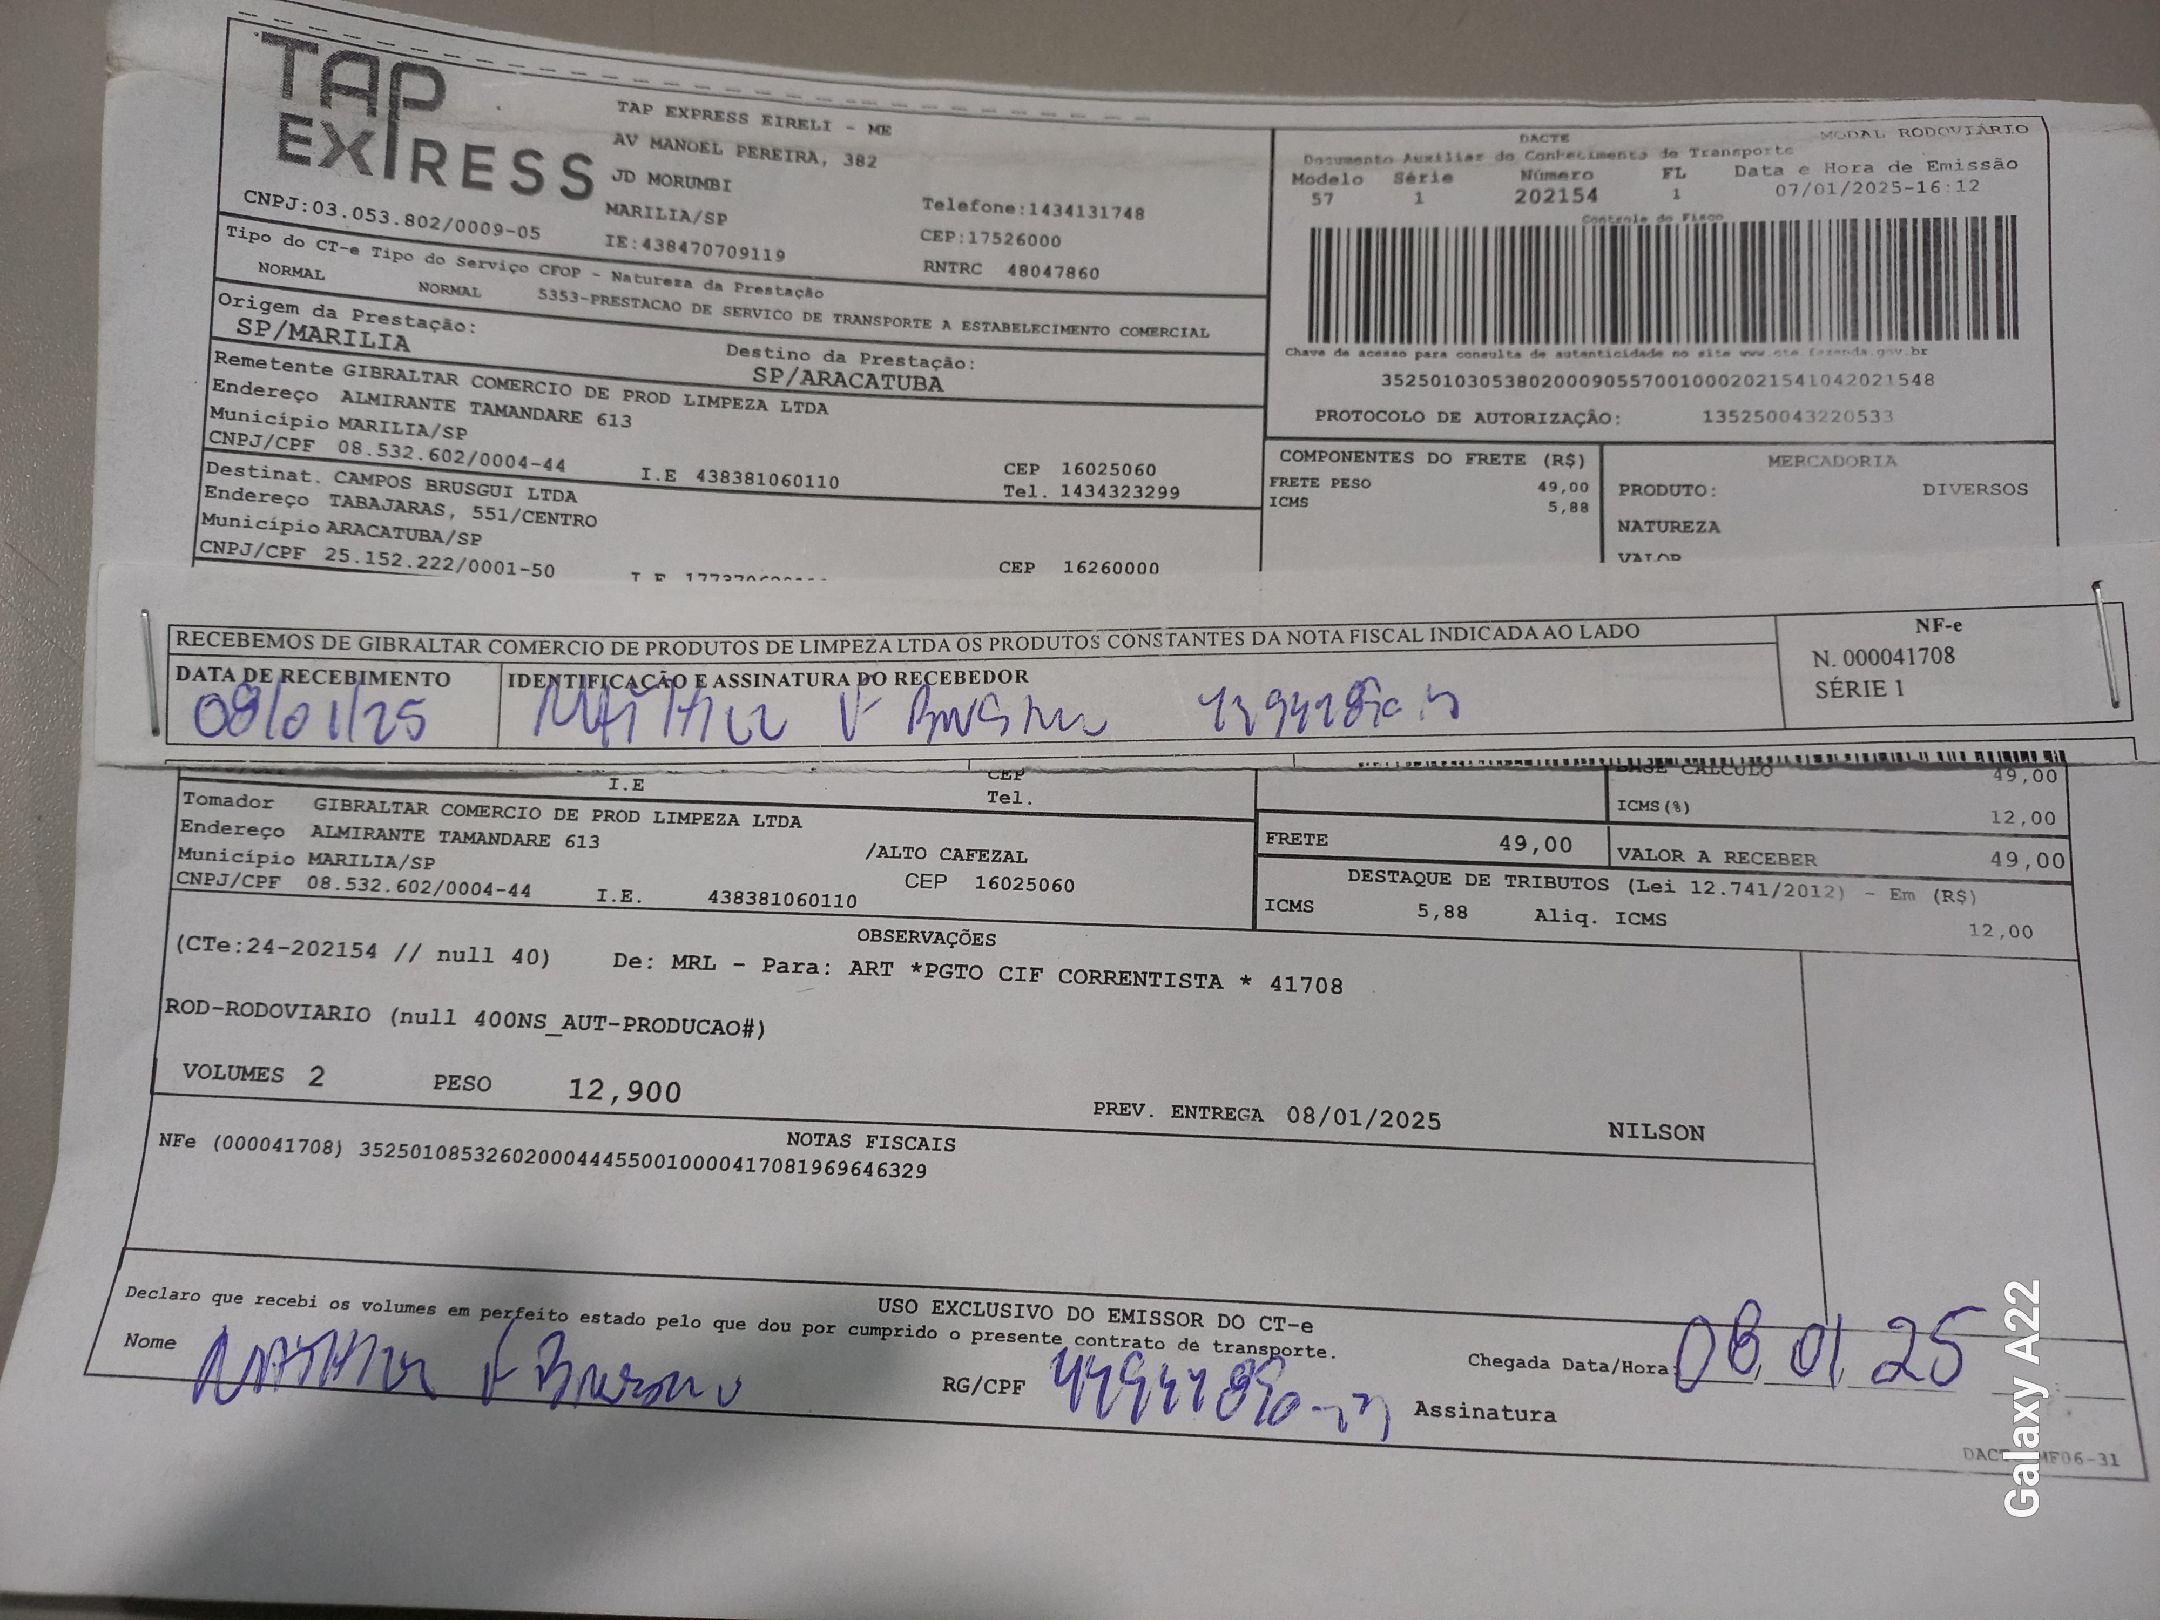 TAP EXPRESS
TAP EXPRESS EIRELI - ME
AV MANOEL PEREIRA, 382
JD MORUMBI
MARILIA/SP
Telefone:1434131748
CNPJ:03.053.802/0009-05
IE:438470709119
CEP:17526000
RNTRC 48047860
DACTE
MODAL RODOVIÁRIO
Documento Auxiliar do Conhecimento de Transporte
Modelo Série Número FL Data e Hora de Emissão
57 1 202154 1 07/01/2025-16:12
Controle do Fisco
Chave de acesso para consulta de autenticidade no site www.cte.fazenda.gov.br
35250103053802000905570010002021541042021548
PROTOCOLO DE AUTORIZAÇÃO: 135250043220533
Tipo do CT-e Tipo do Serviço CFOP - Natureza da Prestação
NORMAL NORMAL 5353-PRESTACAO DE SERVICO DE TRANSPORTE A ESTABELECIMENTO COMERCIAL
Origem da Prestação:
SP/MARILIA
Destino da Prestação:
SP/ARACATUBA
Remetente GIBRALTAR COMERCIO DE PROD LIMPEZA LTDA
Endereço ALMIRANTE TAMANDARE 613
Município MARILIA/SP
CEP 16025060
CNPJ/CPF 08.532.602/0004-44 I.E 438381060110 Tel. 1434323299
Destinat. CAMPOS BRUSGUI LTDA
Endereço TABAJARAS, 551/CENTRO
Município ARACATUBA/SP
CNPJ/CPF 25.152.222/0001-50
CEP 16260000
COMPONENTES DO FRETE (R$)
FRETE PESO 49,00
ICMS 5,88
MERCADORIA
PRODUTO: DIVERSOS
NATUREZA
VALOR
RECEBEMOS DE GIBRALTAR COMERCIO DE PRODUTOS DE LIMPEZA LTDA OS PRODUTOS CONSTANTES DA NOTA FISCAL INDICADA AO LADO
DATA DE RECEBIMENTO
IDENTIFICAÇÃO E ASSINATURA DO RECEBEDOR
08/01/25
NF-e
N. 000041708
SÉRIE 1
I.E
CEP
Tel.
BASE CALCULO 49,00
ICMS(%) 12,00
Tomador GIBRALTAR COMERCIO DE PROD LIMPEZA LTDA
Endereço ALMIRANTE TAMANDARE 613 /ALTO CAFEZAL
Município MARILIA/SP CEP 16025060
CNPJ/CPF 08.532.602/0004-44 I.E. 438381060110
FRETE 49,00
VALOR A RECEBER 49,00
DESTAQUE DE TRIBUTOS (Lei 12.741/2012) - Em (R$)
ICMS 5,88 Aliq. ICMS 12,00
OBSERVAÇÕES
(CTe:24-202154 // null 40) De: MRL - Para: ART *PGTO CIF CORRENTISTA * 41708
ROD-RODOVIARIO (null 400NS_AUT-PRODUCAO#)
VOLUMES 2 PESO 12,900 PREV. ENTREGA 08/01/2025 NILSON
NOTAS FISCAIS
NFe (000041708) 35250108532602000444550010000417081969646329
USO EXCLUSIVO DO EMISSOR DO CT-e
Declaro que recebi os volumes em perfeito estado pelo que dou por cumprido o presente contrato de transporte.
Nome
RG/CPF
Assinatura
Chegada Data/Hora: 08 01 25
Galaxy A22